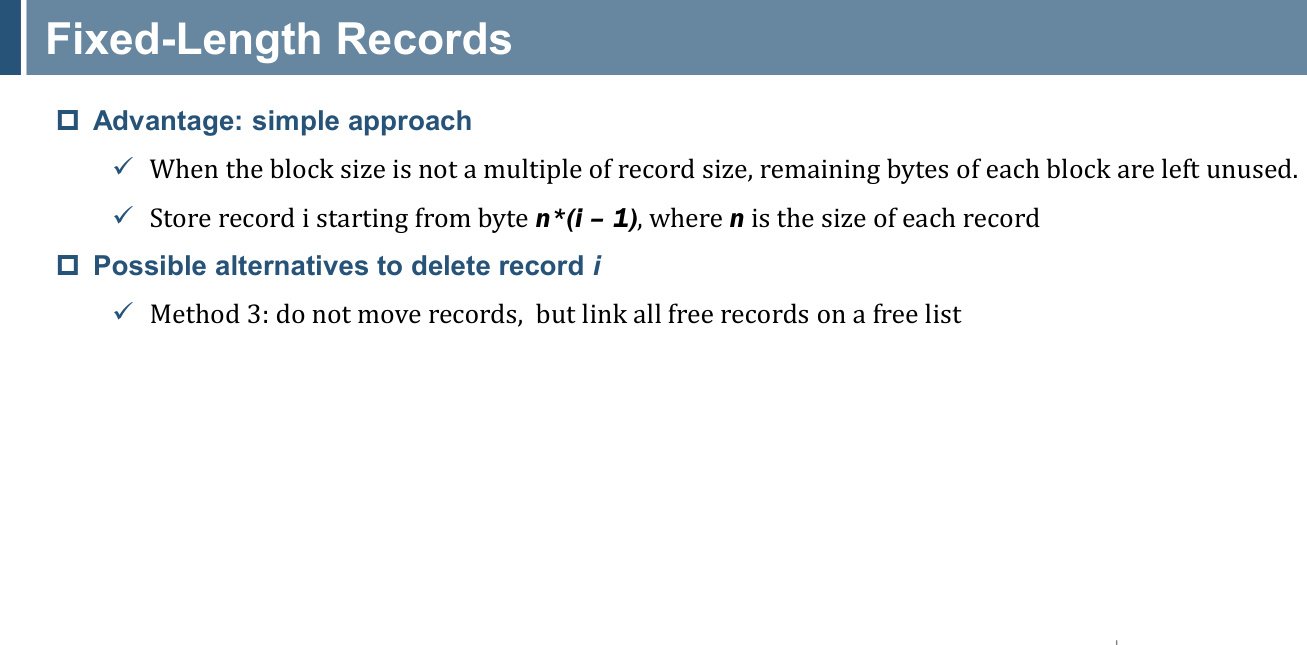 Fixed-Length Records
Advantage: simple approach
When the block size is not a multiple of record size, remaining bytes of each block are left unused.
Store record i starting from byte n*(i – 1), where n is the size of each record
Possible alternatives to delete record i
Method 3: do not move records,  but link all free records on a free list